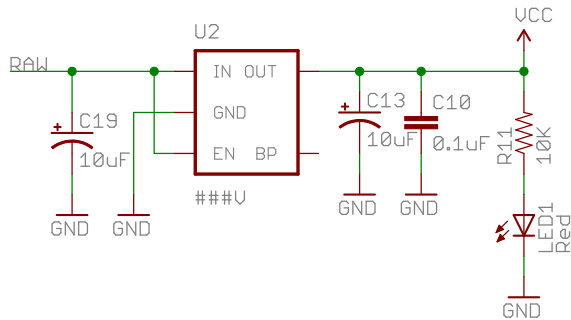 VCC
U2
RAW
IN OUT
C19
10uF
GND
C13
10uF
C10
0.1uF
R11
10K
EN BP
###V
GND
GND
GND
GND
LED1
Red
GND